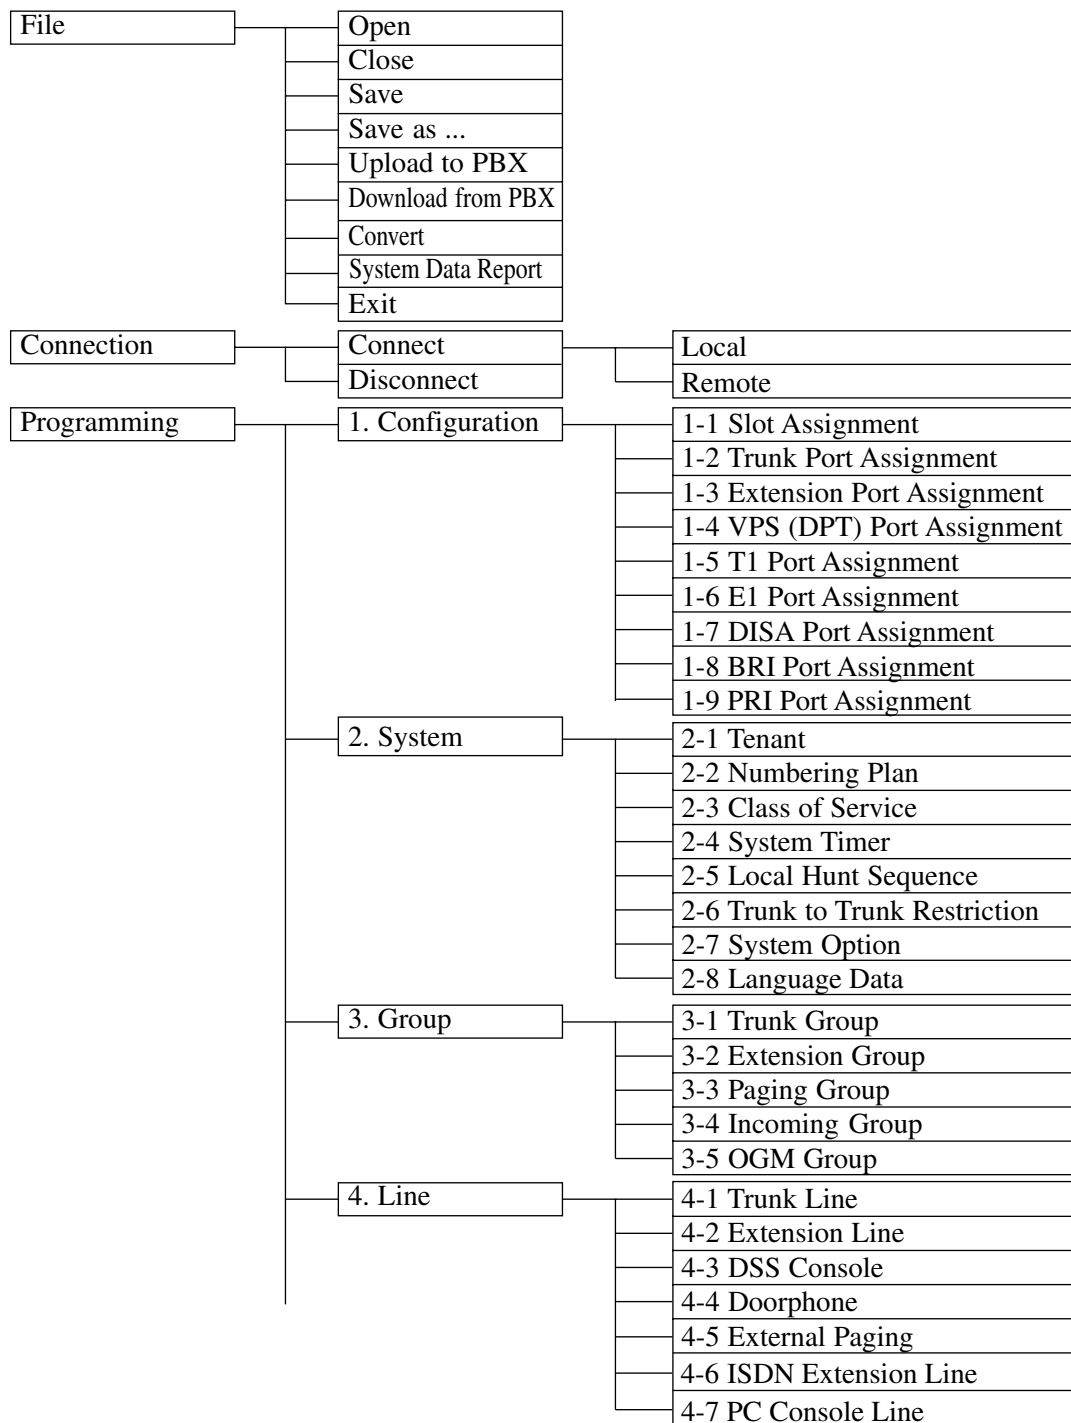 File
Open
Close
Save
Save as ...
Upload to PBX
Download from PBX
Convert
System Data Report
Exit
Connection
Connect
Local
Remote
Disconnect
Programming
1. Configuration
1-1 Slot Assignment
1-2 Trunk Port Assignment
1-3 Extension Port Assignment
1-4 VPS (DPT) Port Assignment
1-5 T1 Port Assignment
1-6 E1 Port Assignment
1-7 DISA Port Assignment
1-8 BRI Port Assignment
1-9 PRI Port Assignment
2. System
2-1 Tenant
2-2 Numbering Plan
2-3 Class of Service
2-4 System Timer
2-5 Local Hunt Sequence
2-6 Trunk to Trunk Restriction
2-7 System Option
2-8 Language Data
3. Group
3-1 Trunk Group
3-2 Extension Group
3-3 Paging Group
3-4 Incoming Group
3-5 OGM Group
4. Line
4-1 Trunk Line
4-2 Extension Line
4-3 DSS Console
4-4 Doorphone
4-5 External Paging
4-6 ISDN Extension Line
4-7 PC Console Line